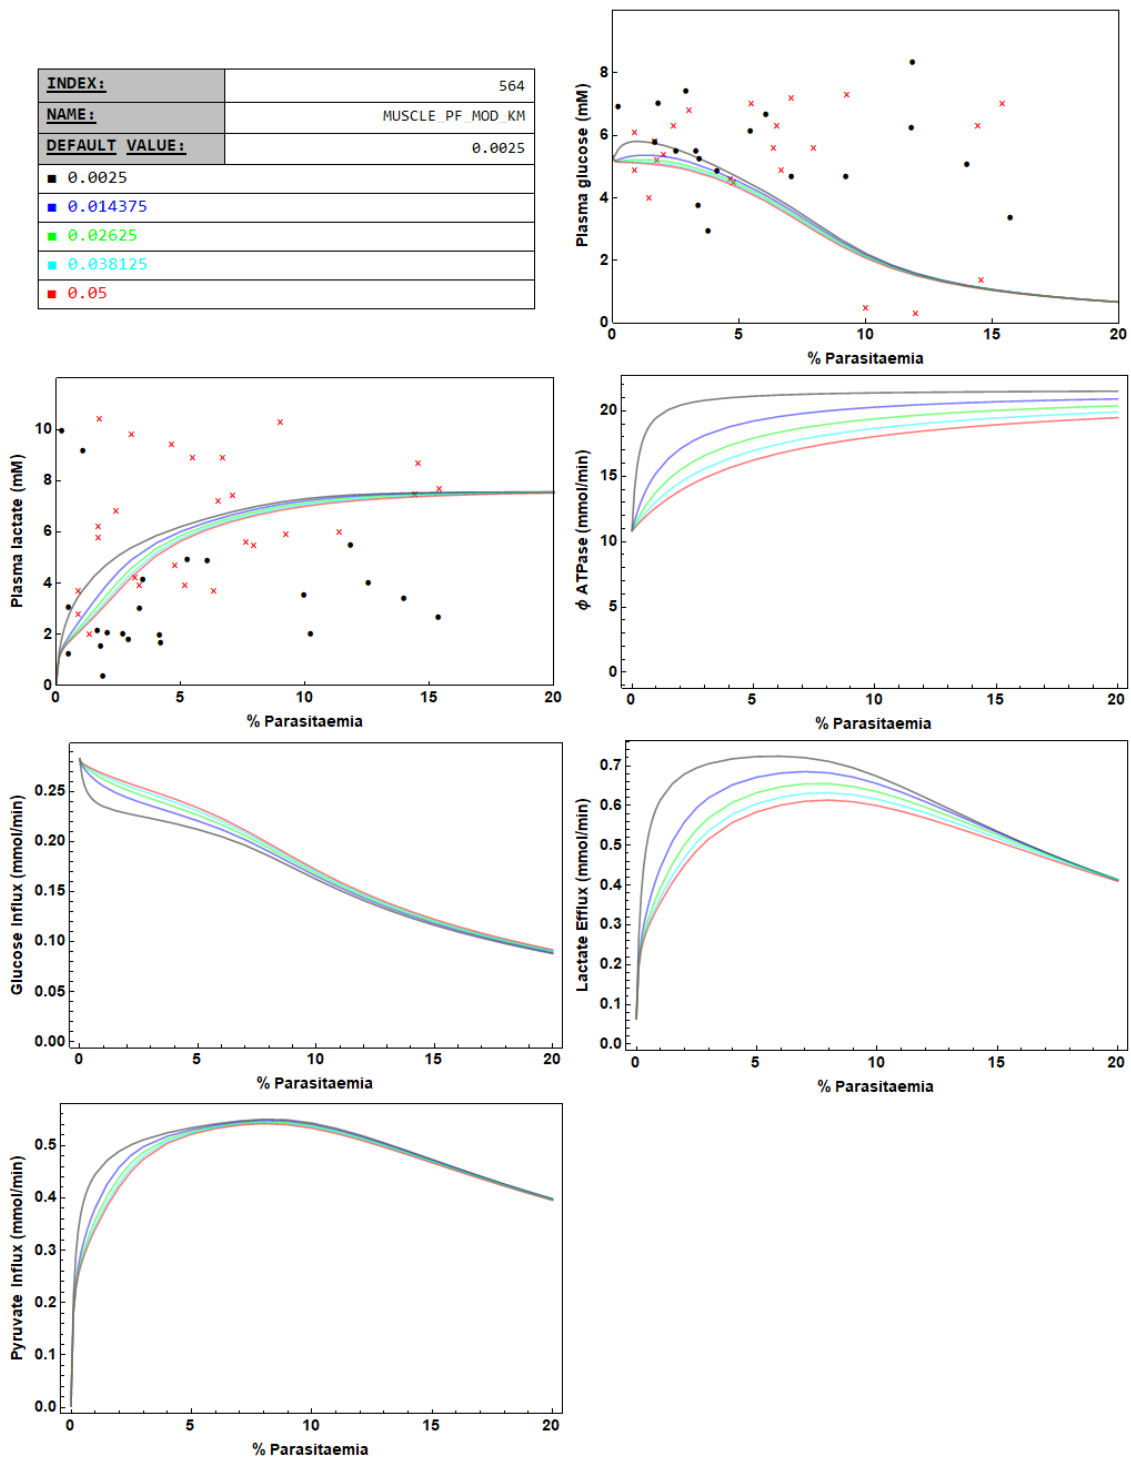 INDEX: 564
NAME: MUSCLE_PF_MOD_KM
DEFAULT VALUE: 0.0025
0.0025
0.014375
0.02625
0.038125
0.05
Plasma glucose (mM)
8
6
4
2
0
0 5 10 15 20
% Parasitaemia
Plasma lactate (mM)
10
8
6
4
2
0
0 5 10 15 20
% Parasitaemia
ϕ ATPase (mmol/min)
20
15
10
5
0
0 5 10 15 20
% Parasitaemia
Glucose Influx (mmol/min)
0.25
0.20
0.15
0.10
0.05
0.00
0 5 10 15 20
% Parasitaemia
Lactate Efflux (mmol/min)
0.7
0.6
0.5
0.4
0.3
0.2
0.1
0.0
0 5 10 15 20
% Parasitaemia
Pyruvate Influx (mmol/min)
0.5
0.4
0.3
0.2
0.1
0.0
0 5 10 15 20
% Parasitaemia